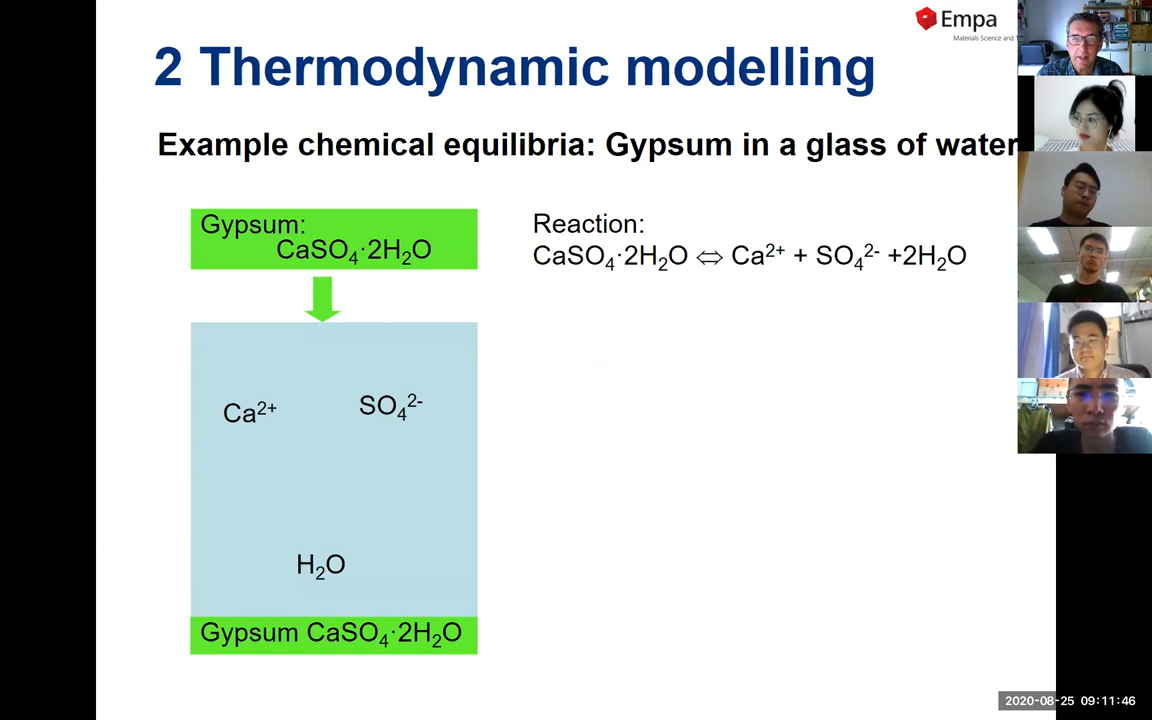 Empa
Materials Science and T
2 Thermodynamic modelling
Example chemical equilibria: Gypsum in a glass of water
Gypsum:
CaSO₄·2H₂O
Reaction:
CaSO₄·2H₂O ⇔ Ca²⁺ + SO₄²⁻ +2H₂O
Ca²⁺
SO₄²⁻
H₂O
Gypsum CaSO₄·2H₂O
2020-08-25 09:11:46